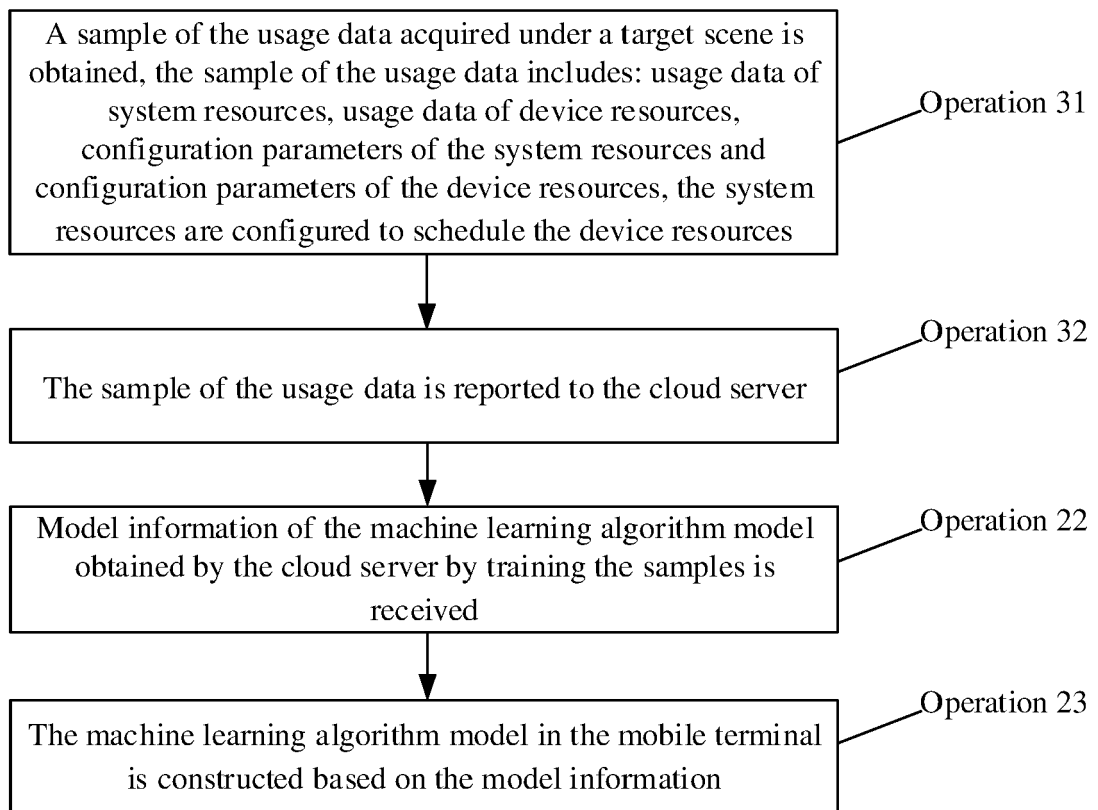 A sample of the usage data acquired under a target scene is
obtained, the sample of the usage data includes: usage data of
system resources, usage data of device resources,
configuration parameters of the system resources and
configuration parameters of the device resources, the system
resources are configured to schedule the device resources
Operation 31
The sample of the usage data is reported to the cloud server
Operation 32
Model information of the machine learning algorithm model
obtained by the cloud server by training the samples is
received
Operation 22
The machine learning algorithm model in the mobile terminal
is constructed based on the model information
Operation 23